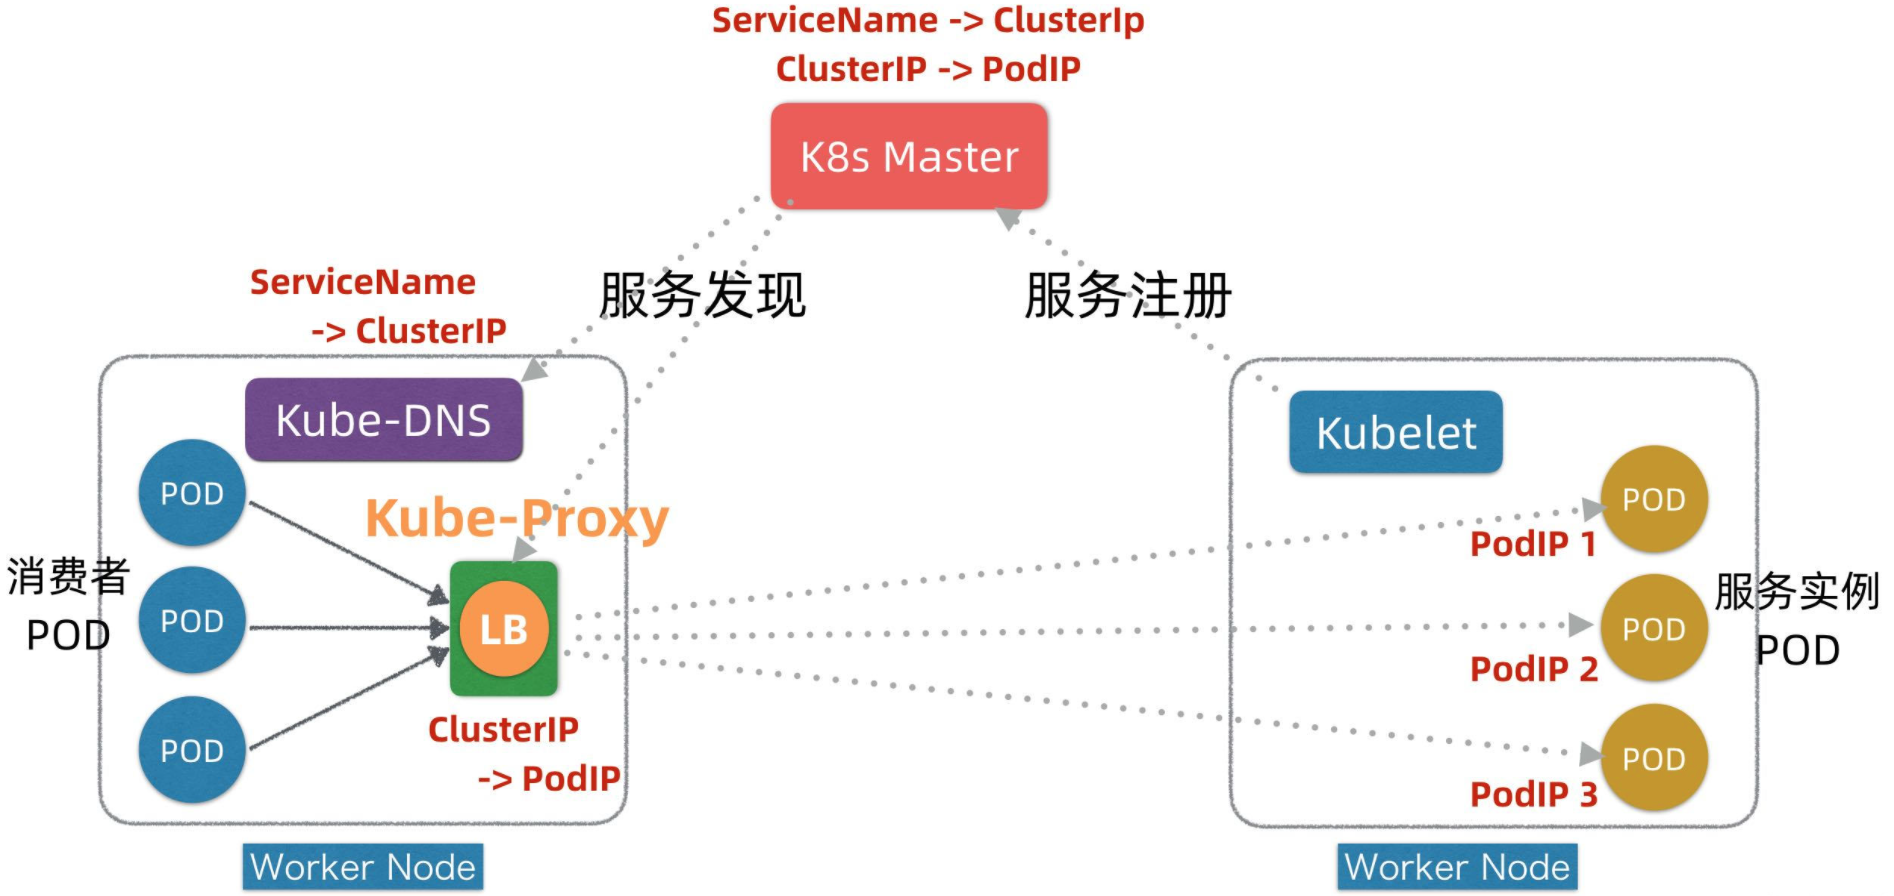 ServiceName -> ClusterIp
ClusterIP -> PodIP
K8s Master
服务发现
服务注册
ServiceName
-> ClusterIP
Kube-DNS
Kubelet
POD
Kube-Proxy
POD
PodIP 1
消费者
POD
POD
LB
服务实例
POD
POD
PodIP 2
ClusterIP
-> PodIP
POD
POD
PodIP 3
Worker Node
Worker Node